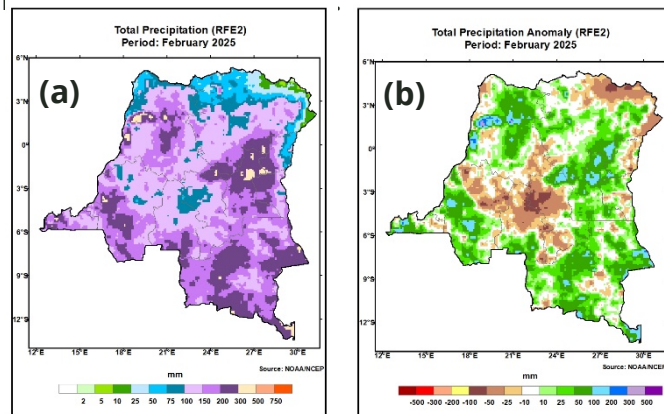 Total Precipitation (RFE2)
Period: February 2025
(a)
6°N
3°N
0°
3°S
6°S
9°S
12°S
12°E 15°E 18°E 21°E 24°E 27°E 30°E
Source: NOAA/NCEP
mm
2 5 10 25 50 75 100 150 200 300 500 750
Total Precipitation Anomaly (RFE2)
Period: February 2025
(b)
6°N
3°N
0°
3°S
6°S
9°S
12°S
12°E 15°E 18°E 21°E 24°E 27°E 30°E
Source: NOAA/NCEP
mm
-500 -300 -200 -100 -50 -25 -10 10 25 50 100 200 300 500